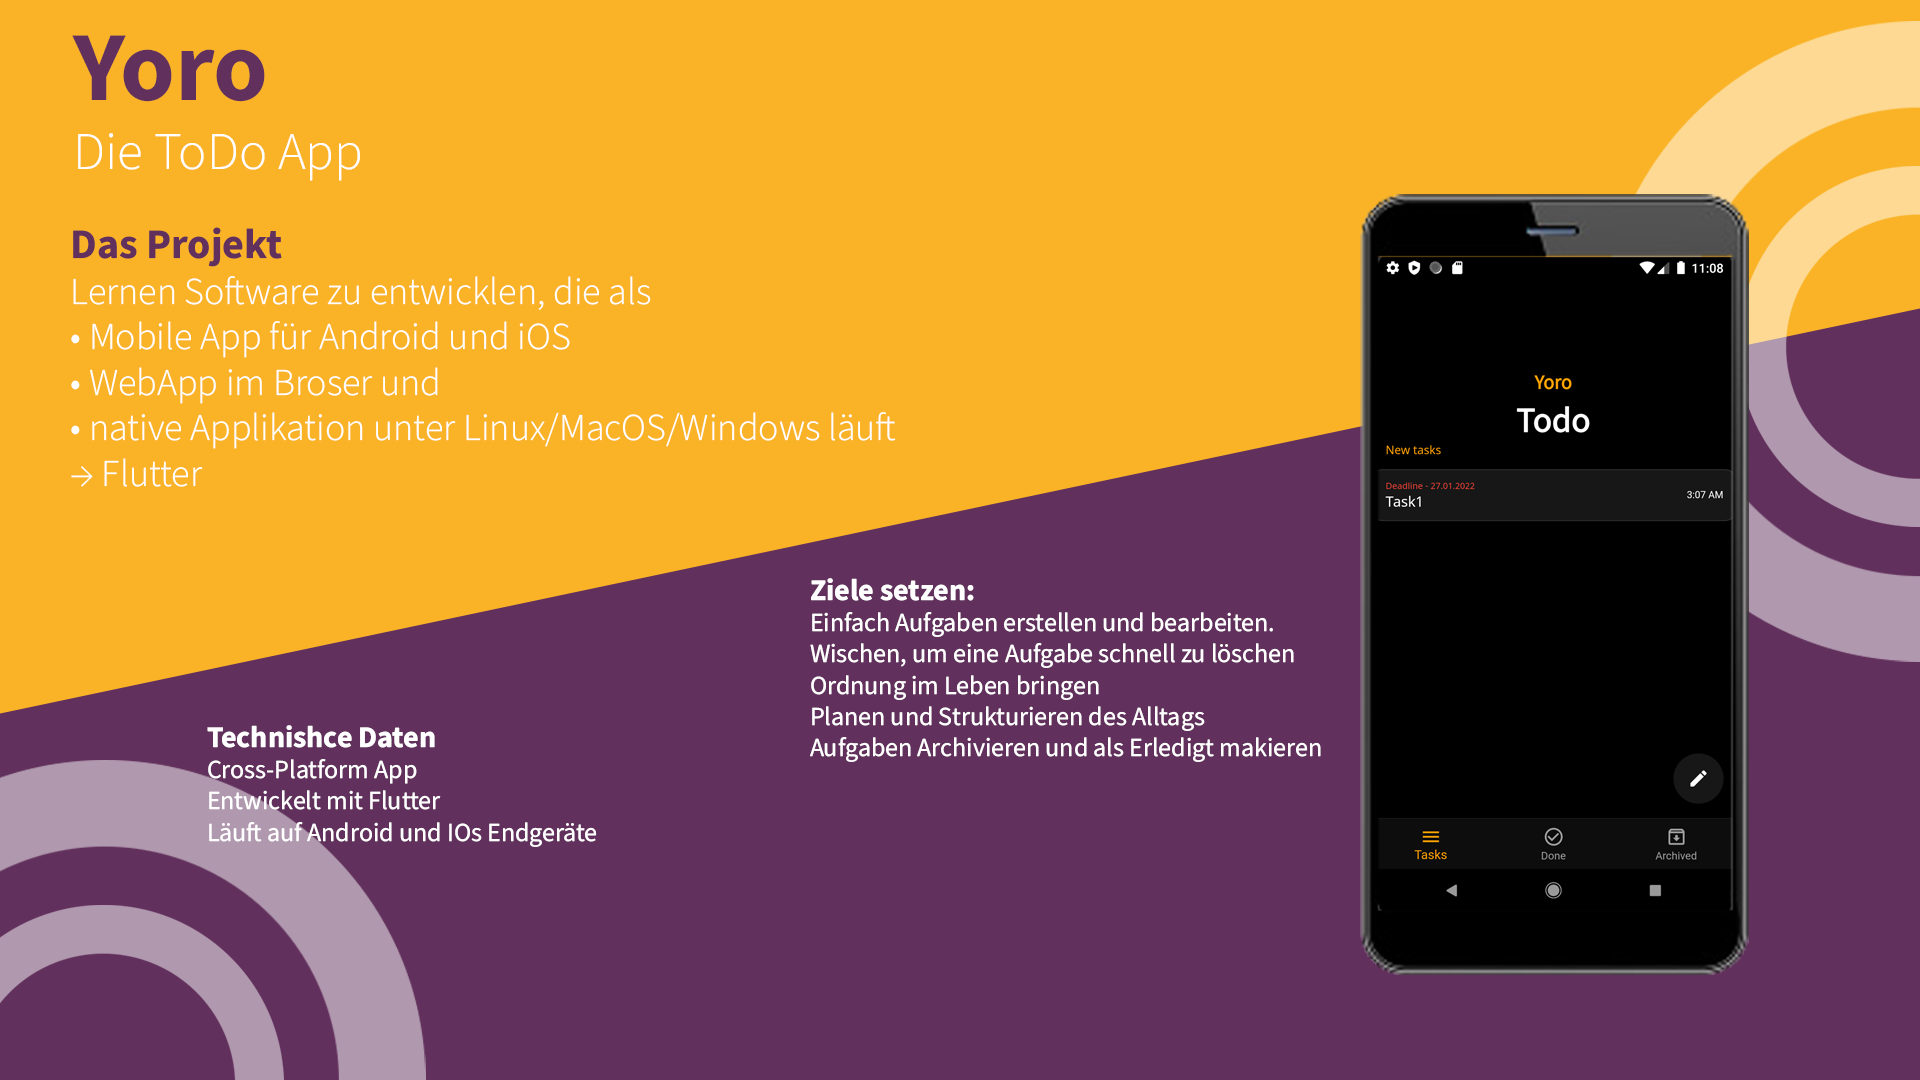 Yoro
Die ToDo App
Das Projekt
Lernen Software zu entwicklen, die als
• Mobile App für Android und iOS
• WebApp im Broser und
• native Applikation unter Linux/MacOS/Windows läuft
→ Flutter
Technishce Daten
Cross-Platform App
Entwickelt mit Flutter
Läuft auf Android und IOs Endgeräte
Ziele setzen:
Einfach Aufgaben erstellen und bearbeiten.
Wischen, um eine Aufgabe schnell zu löschen
Ordnung im Leben bringen
Planen und Strukturieren des Alltags
Aufgaben Archivieren und als Erledigt makieren
11:08
Yoro
Todo
New tasks
Deadline - 27.01.2022
Task1
3:07 AM
Tasks
Done
Archived